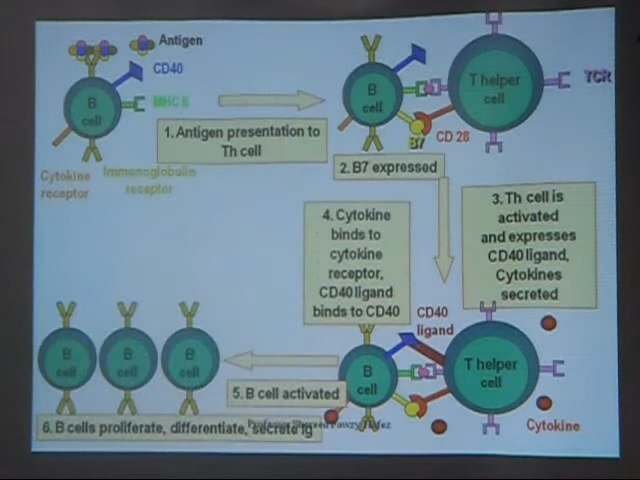 Antigen
CD40
B
cell
MHC II
Cytokine
receptor
Immunoglobulin
receptor
1. Antigen presentation to
Th cell
B
cell
T helper
cell
TCR
B7
CD 28
2. B7 expressed
3. Th cell is
activated
and expresses
CD40 ligand,
Cytokines
secreted
4. Cytokine
binds to
cytokine
receptor,
CD40 ligand
binds to CD40
CD40
ligand
B
cell
T helper
cell
Cytokine
5. B cell activated
B
cell
B
cell
B
cell
6. B cells proliferate, differentiate, secrete Ig
Professor